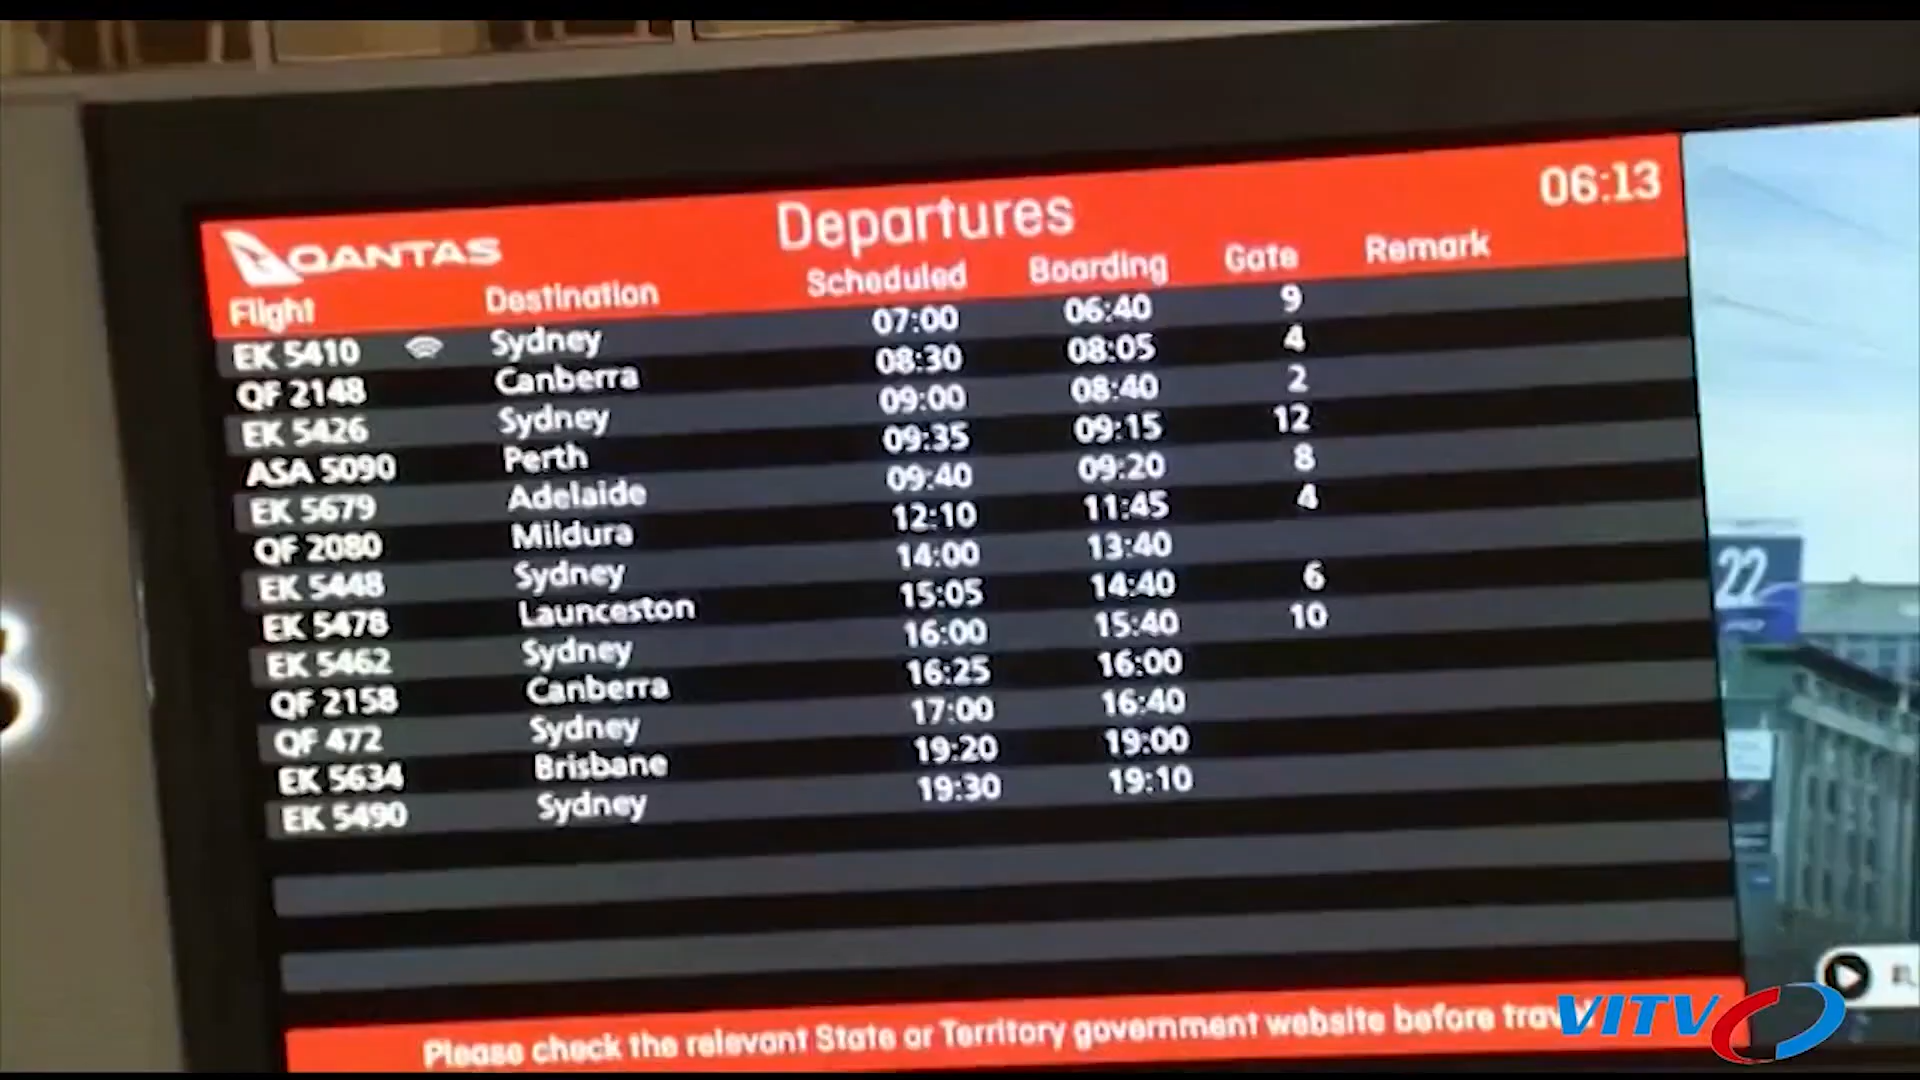 QANTAS Departures 06:13
Flight Destination Scheduled Boarding Gate Remark
EK 5410 Sydney 07:00 06:40 9
QF 2148 Canberra 08:30 08:05 4
EK 5426 Sydney 09:00 08:40 2
ASA 5090 Perth 09:35 09:15 12
EK 5679 Adelaide 09:40 09:20 8
QF 2080 Mildura 12:10 11:45 4
EK 5448 Sydney 14:00 13:40
EK 5478 Launceston 15:05 14:40 6
EK 5462 Sydney 16:00 15:40 10
QF 2158 Canberra 16:25 16:00
QF 472 Sydney 17:00 16:40
EK 5634 Brisbane 19:20 19:00
EK 5490 Sydney 19:30 19:10
Please check the relevant State or Territory government website before
22
VITV